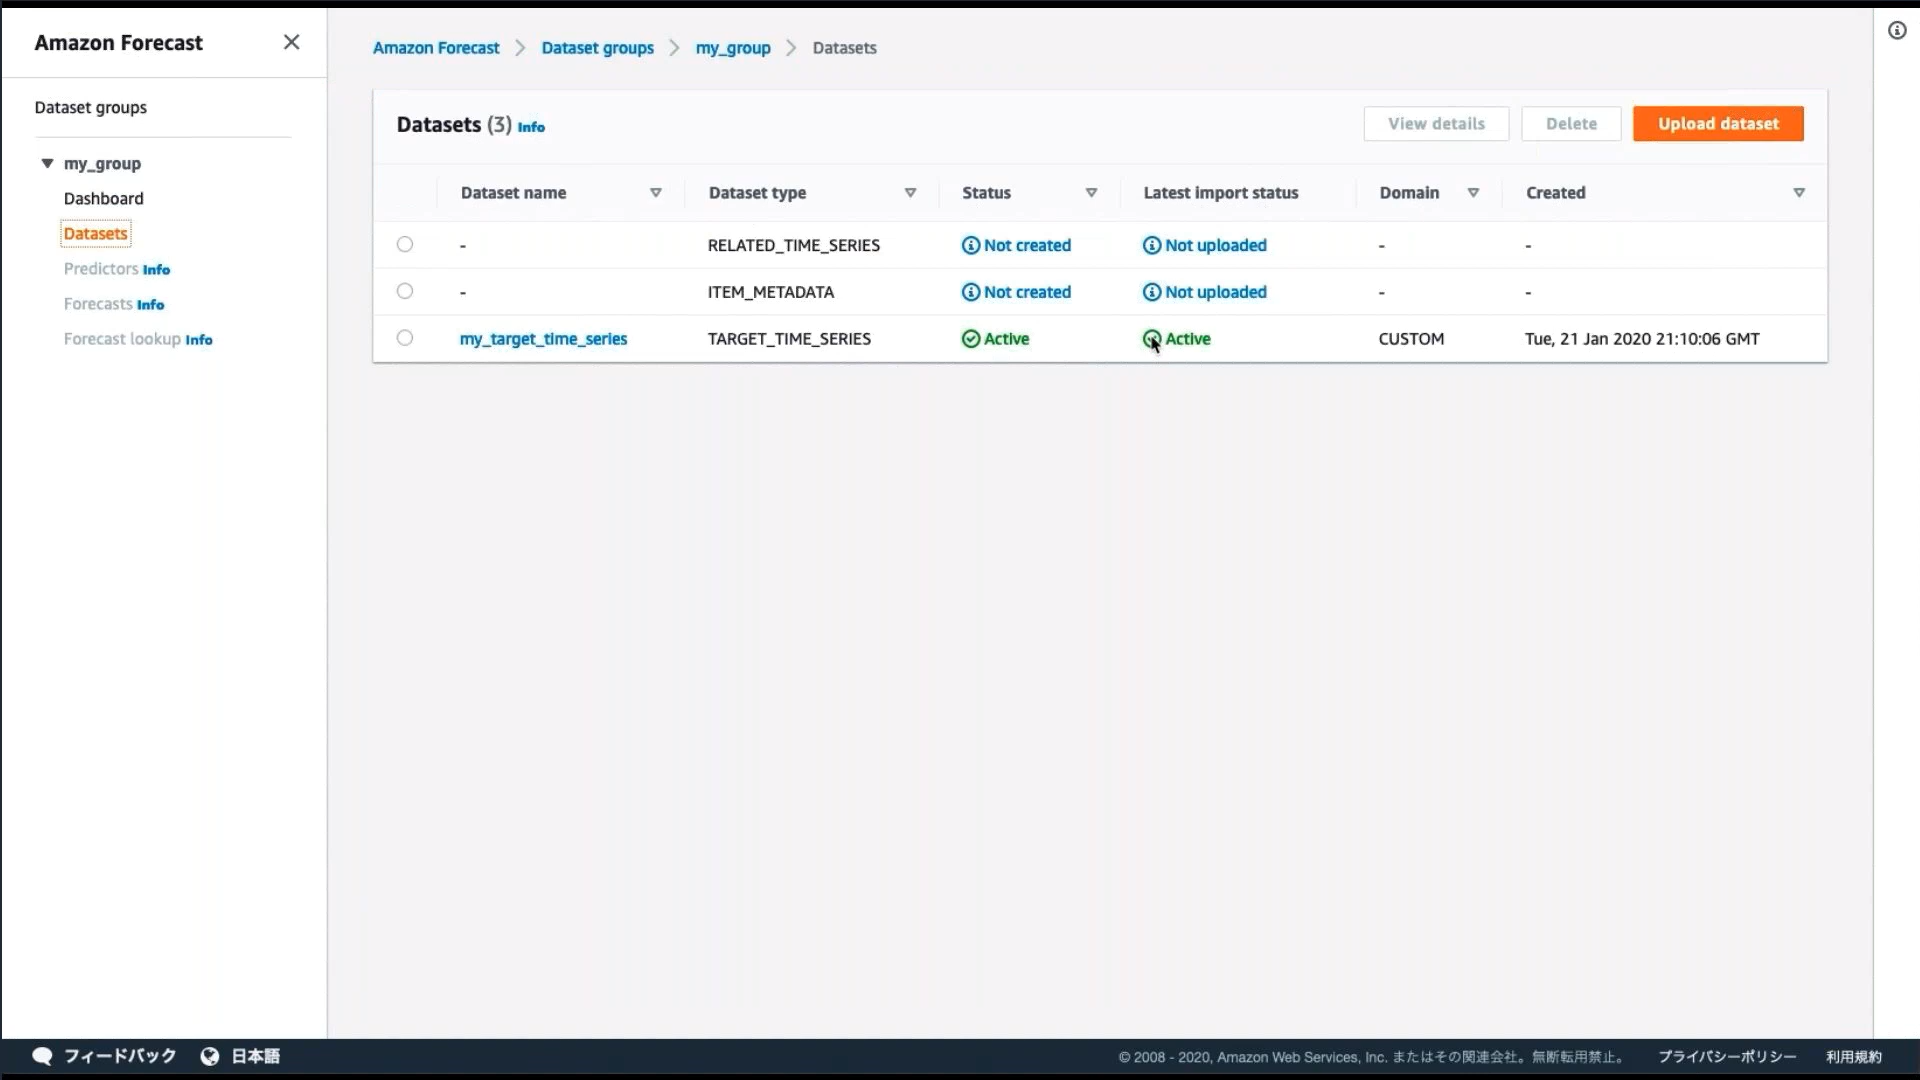 Amazon Forecast
Dataset groups
my_group
Dashboard
Datasets
Predictors Info
Forecasts Info
Forecast lookup Info
Amazon Forecast Dataset groups my_group Datasets
Datasets (3) Info View details Delete Upload dataset
Dataset name Dataset type Status Latest import status Domain Created
- RELATED_TIME_SERIES Not created Not uploaded - -
- ITEM_METADATA Not created Not uploaded - -
my_target_time_series TARGET_TIME_SERIES Active Active CUSTOM Tue, 21 Jan 2020 21:10:06 GMT
フィードバック 日本語 © 2008 - 2020, Amazon Web Services, Inc. またはその関連会社。無断転用禁止。 プライバシーポリシー 利用規約